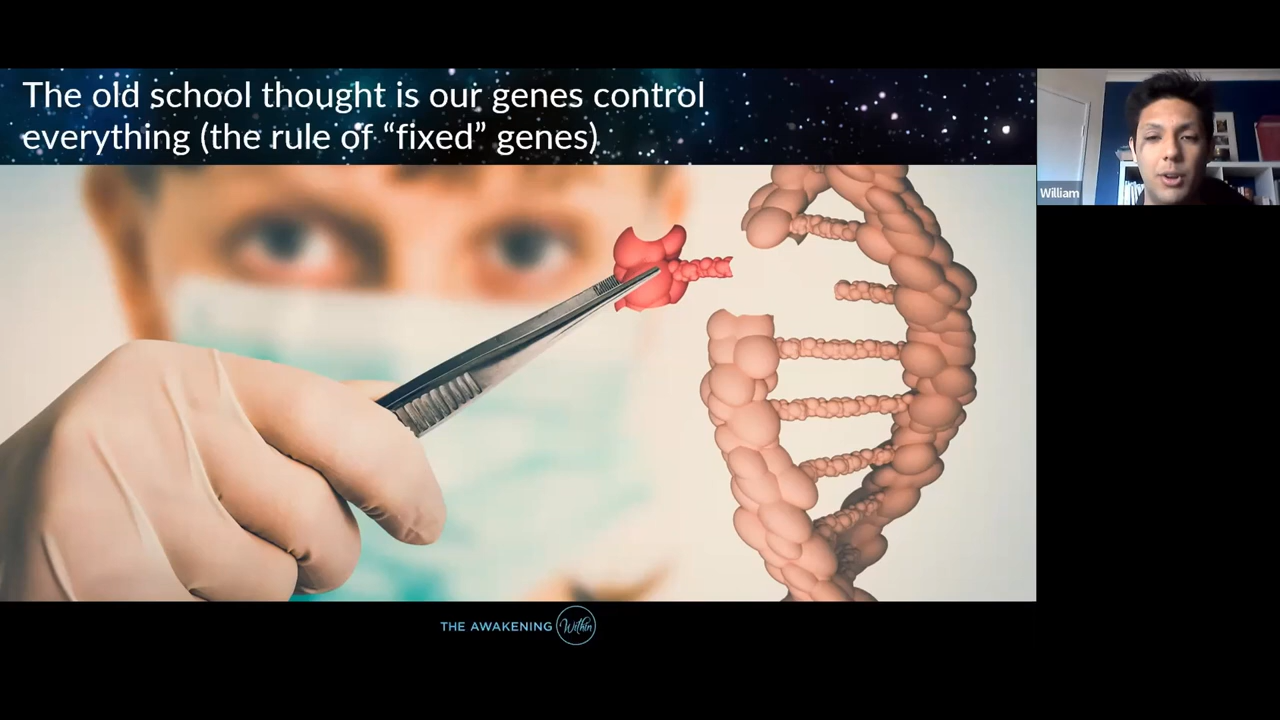 The old school thought is our genes control
everything (the rule of “fixed” genes)
William
THE AWAKENING Within